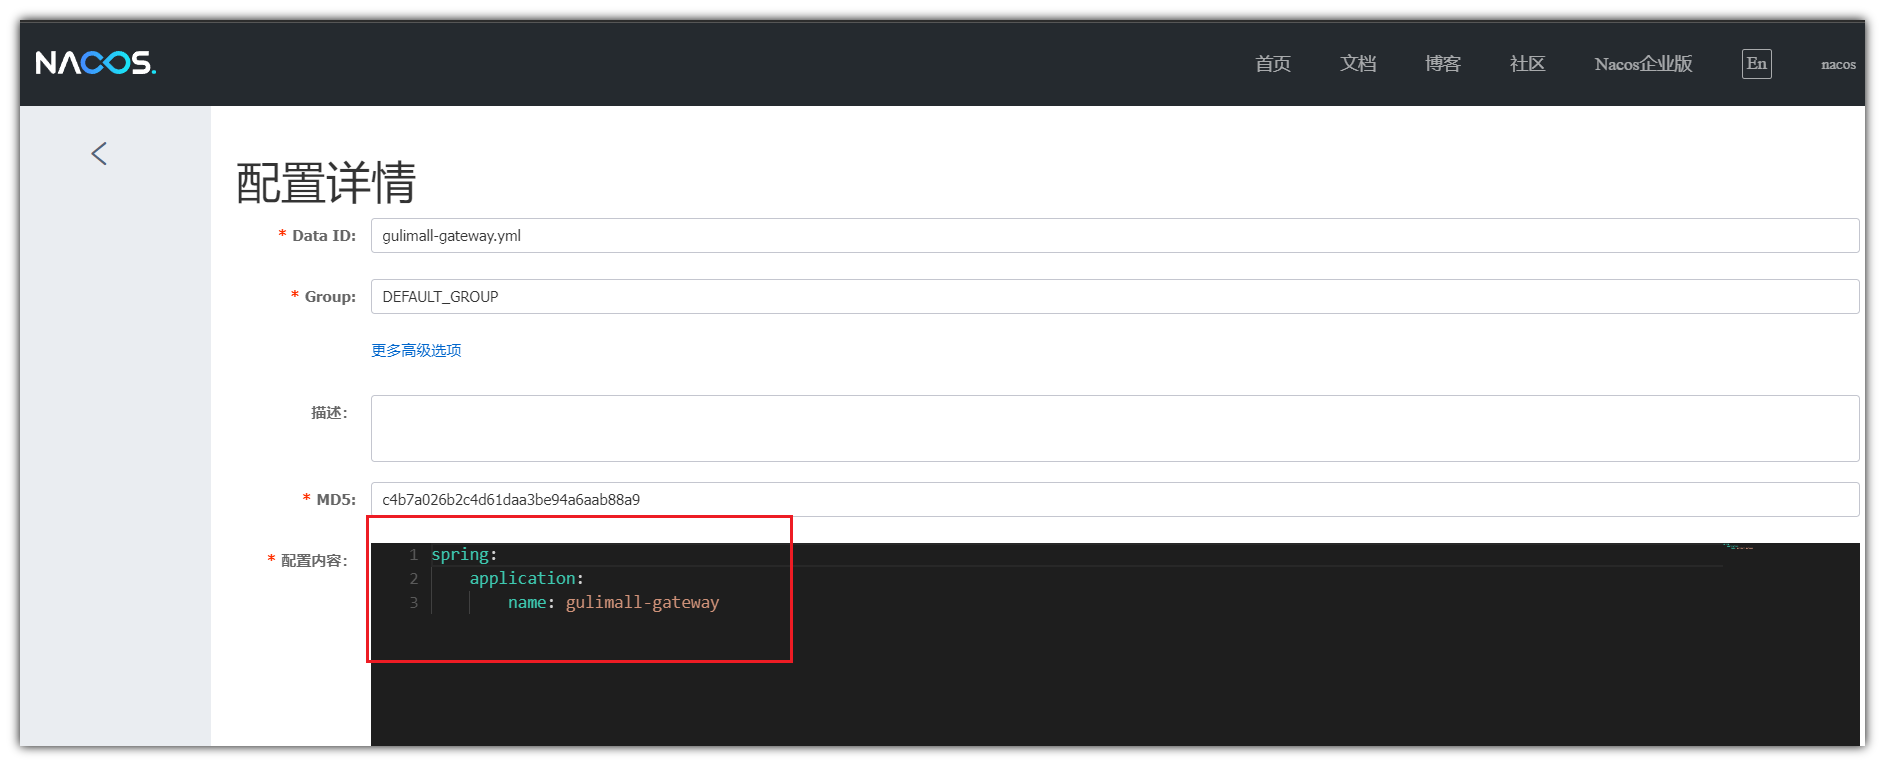 NACOS.
首页 文档 博客 社区 Nacos企业版 En nacos
配置详情
* Data ID: gulimall-gateway.yml
* Group: DEFAULT_GROUP
更多高级选项
描述:
* MD5: c4b7a026b2c4d61daa3be94a6aab88a9
* 配置内容:
1 spring:
2 application:
3 name: gulimall-gateway